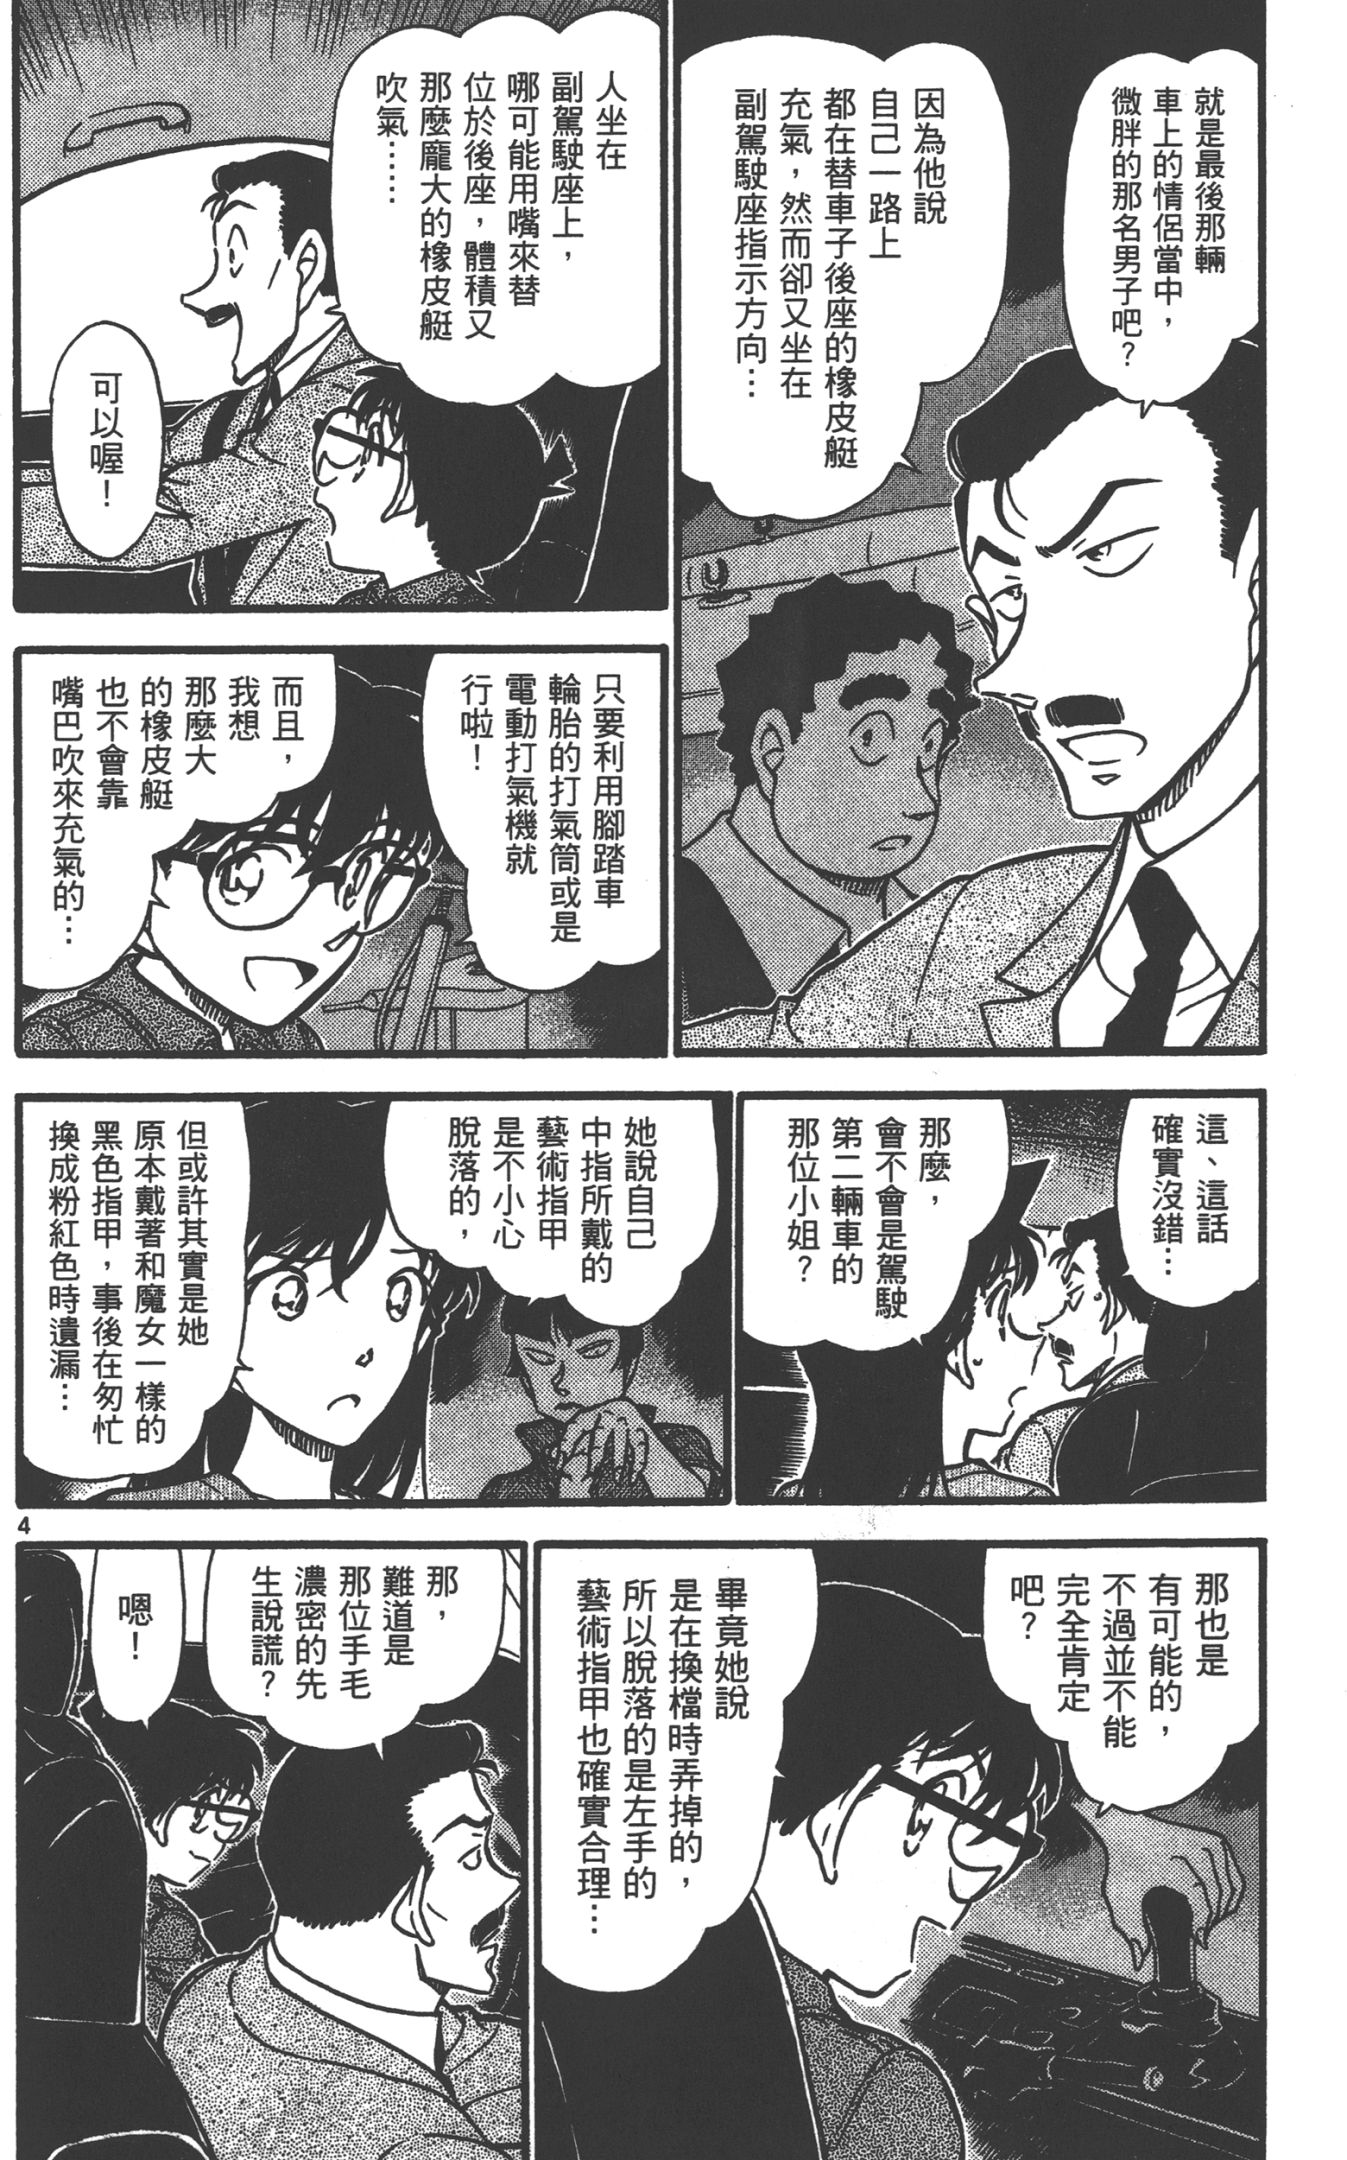 就是最後那輛
車上的情侶當中，
微胖的那名男子吧？
因為他說
自己一路上
都在替車子後座的橡皮艇
充氣，然而卻又坐在
副駕駛座指示方向…
人坐在
副駕駛座上，
哪可能用嘴來替
位於後座，體積又
那麼龐大的橡皮艇
吹氣……
可以喔！
只要利用腳踏車
輪胎的打氣筒或是
電動打氣機就
行啦！
而且，
我想
那麼大
的橡皮艇
也不會靠
嘴巴吹來充氣的…
這、這話
確實沒錯…
那麼，
會不會是駕駛
第二輛車的
那位小姐？
她說自己
中指所戴的
藝術指甲
是不小心
脫落的，
但或許其實是她
原本戴著和魔女一樣的
黑色指甲，事後在匆忙
換成粉紅色時遺漏…
4
那也是
有可能的，
不過並不能
完全肯定
吧？
畢竟她說
是在換檔時弄掉的，
所以脫落的是左手的
藝術指甲也確實合理…
那，
難道是
那位手毛
濃密的先
生說謊？
嗯！